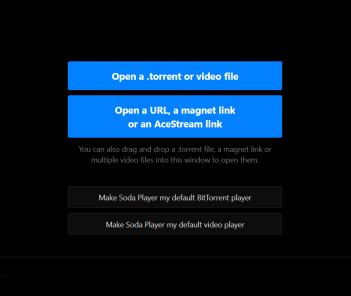 Open a .torrent or video file
Open a URL, a magnet link
or an AceStream link
You can also drag and drop a .torrent file, a magnet link or
multiple video files into this window to open them.
Make Soda Player my default BitTorrent player
Make Soda Player my default video player